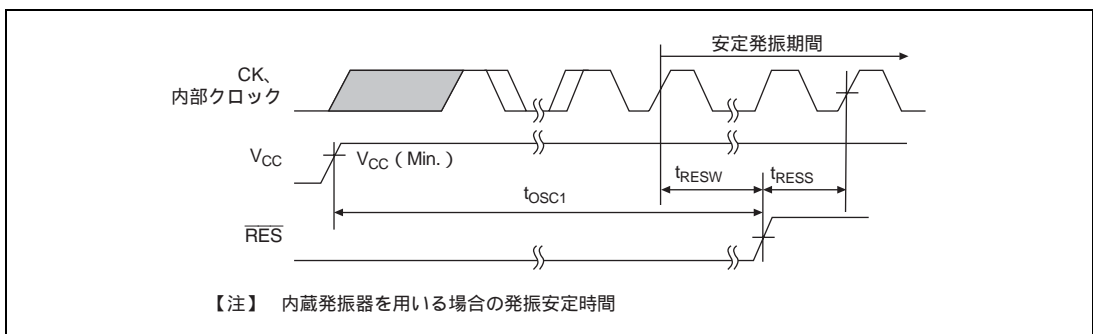 安定発振期間
CK、
内部クロック
VCC
VCC（Min.）
tRESW
tRESS
tOSC1
RES
【注】 内蔵発振器を用いる場合の発振安定時間